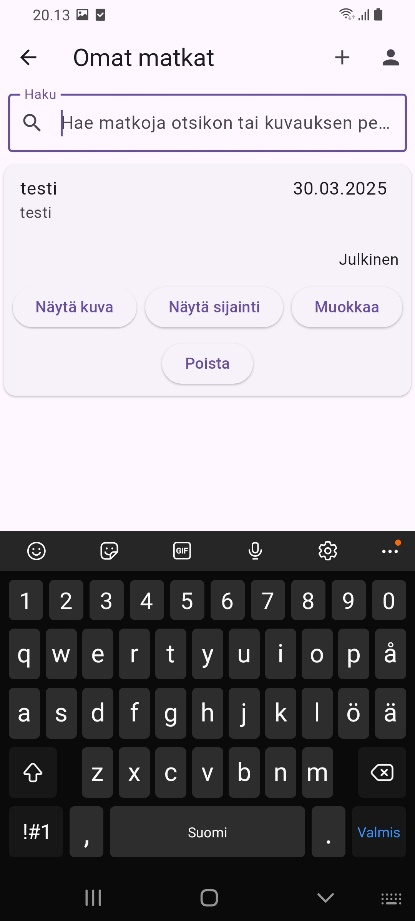 20.13
Omat matkat
Haku
Hae matkoja otsikon tai kuvauksen pe...
testi 30.03.2025
testi
Julkinen
Näytä kuva Näytä sijainti Muokkaa
Poista
GIF
1 2 3 4 5 6 7 8 9 0
q w e r t y u i o p å
a s d f g h j k l ö ä
z x c v b n m
!#1 , Suomi . Valmis